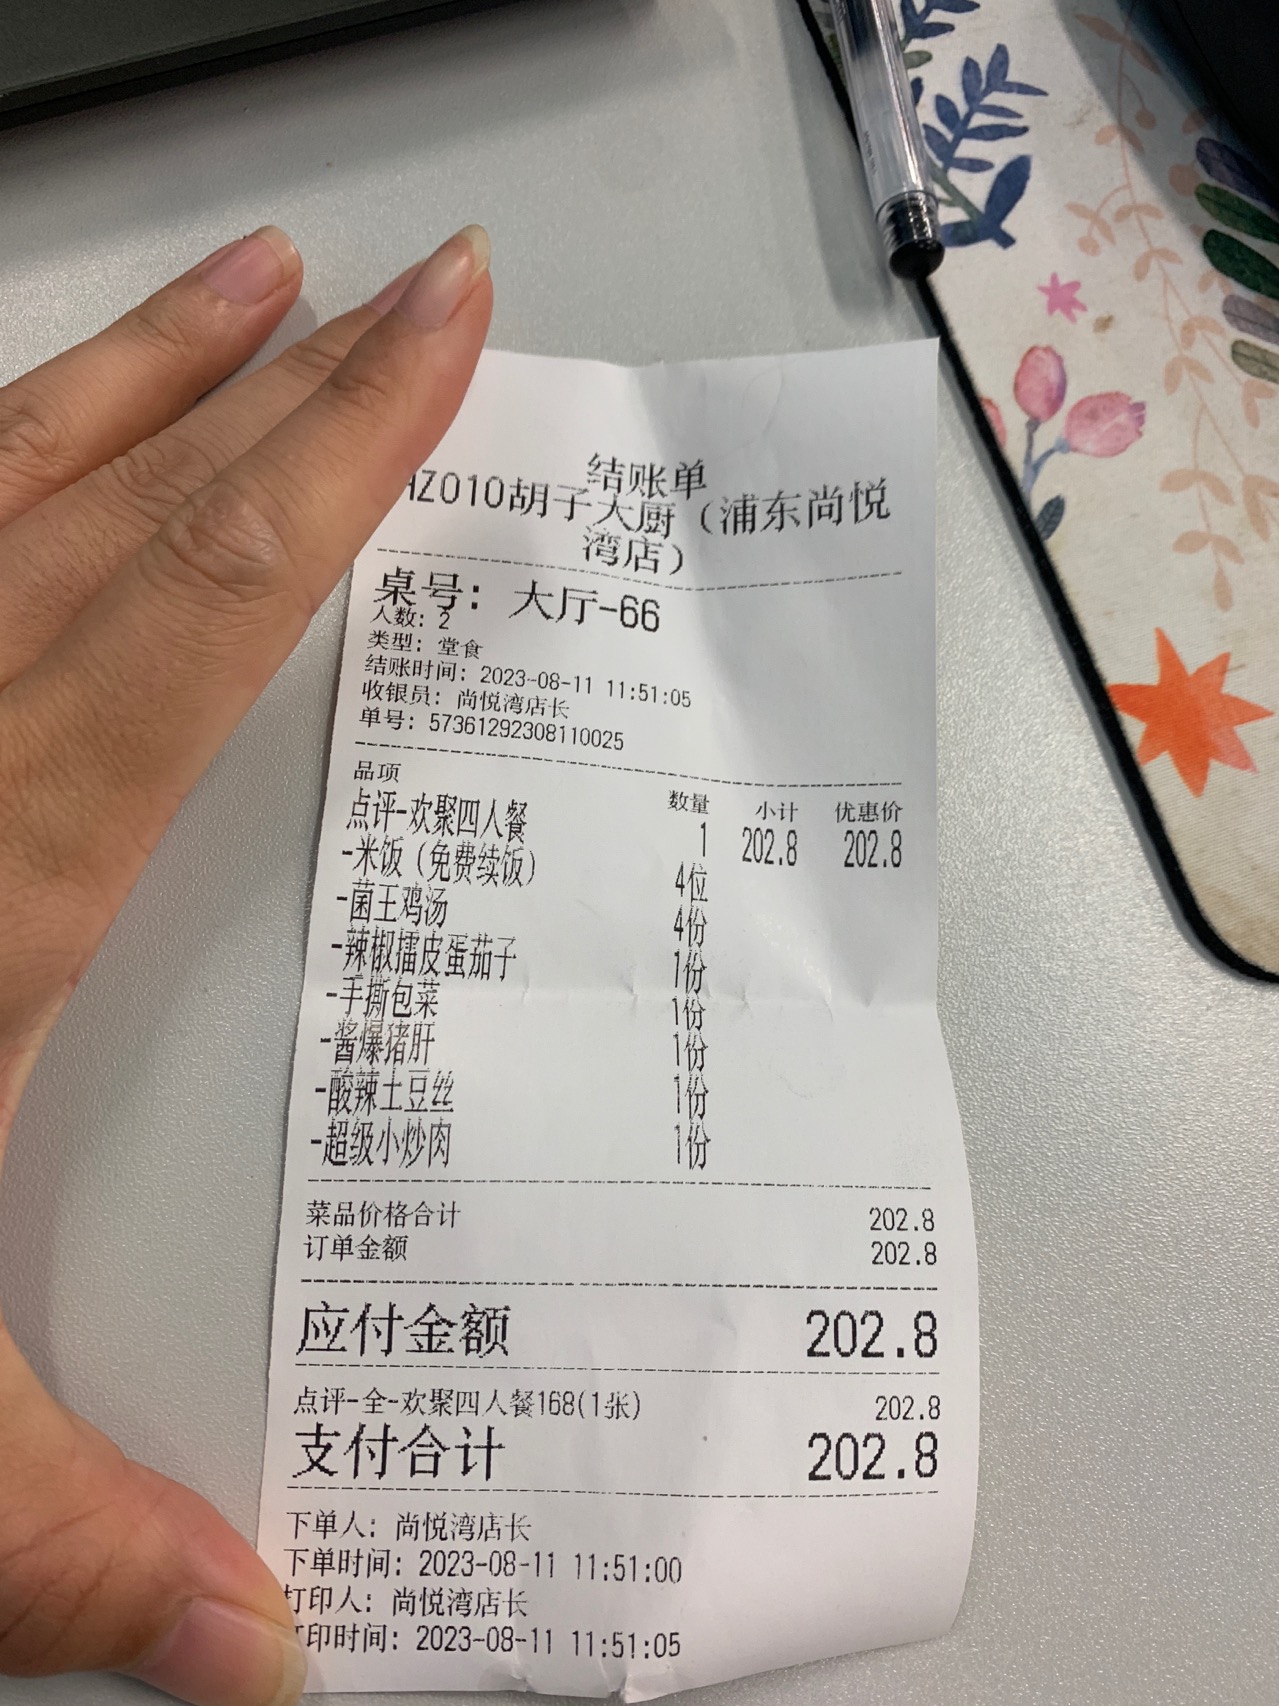 结账单
HZ010胡子大厨（浦东尚悦
湾店）
桌号：大厅-66
人数：2
类型：堂食
结账时间：2023-08-11 11:51:05
收银员：尚悦湾店长
单号：57361292308110025
品项 数量 小计 优惠价
点评-欢聚四人餐 1 202.8 202.8
-米饭（免费续饭） 4位
-菌王鸡汤 4份
-辣椒擂皮蛋茄子 1份
-手撕包菜 1份
-酱爆猪肝 1份
-酸辣土豆丝 1份
-超级小炒肉 1份
菜品价格合计 202.8
订单金额 202.8
应付金额 202.8
点评-全-欢聚四人餐168(1张) 202.8
支付合计 202.8
下单人：尚悦湾店长
下单时间：2023-08-11 11:51:00
打印人：尚悦湾店长
印时间：2023-08-11 11:51:05